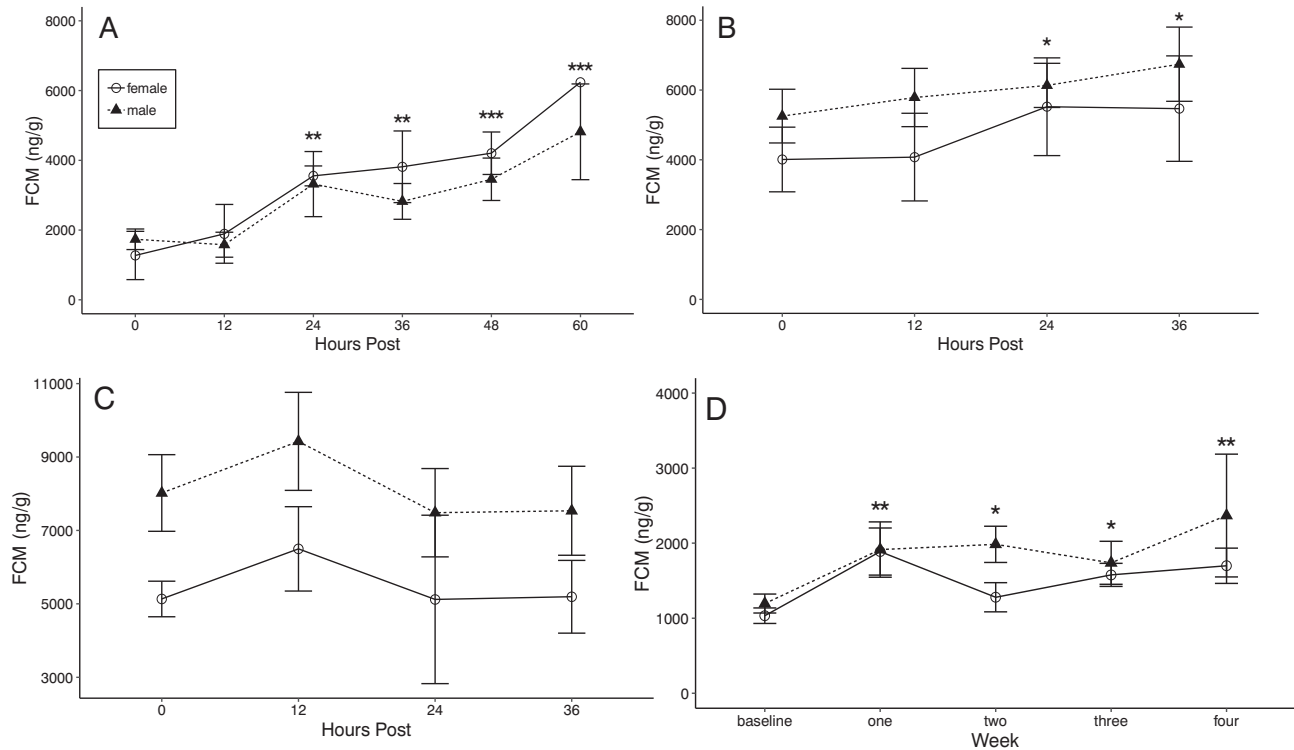 A
8000
6000
4000
2000
0
FCM (ng/g)
female
male
**
**
***
***
0
12
24
36
48
60
Hours Post
B
8000
6000
4000
2000
0
FCM (ng/g)
*
*
0
12
24
36
Hours Post
C
11000
9000
7000
5000
3000
FCM (ng/g)
0
12
24
36
Hours Post
D
4000
3000
2000
1000
0
FCM (ng/g)
**
*
*
**
baseline
one
two
three
four
Week